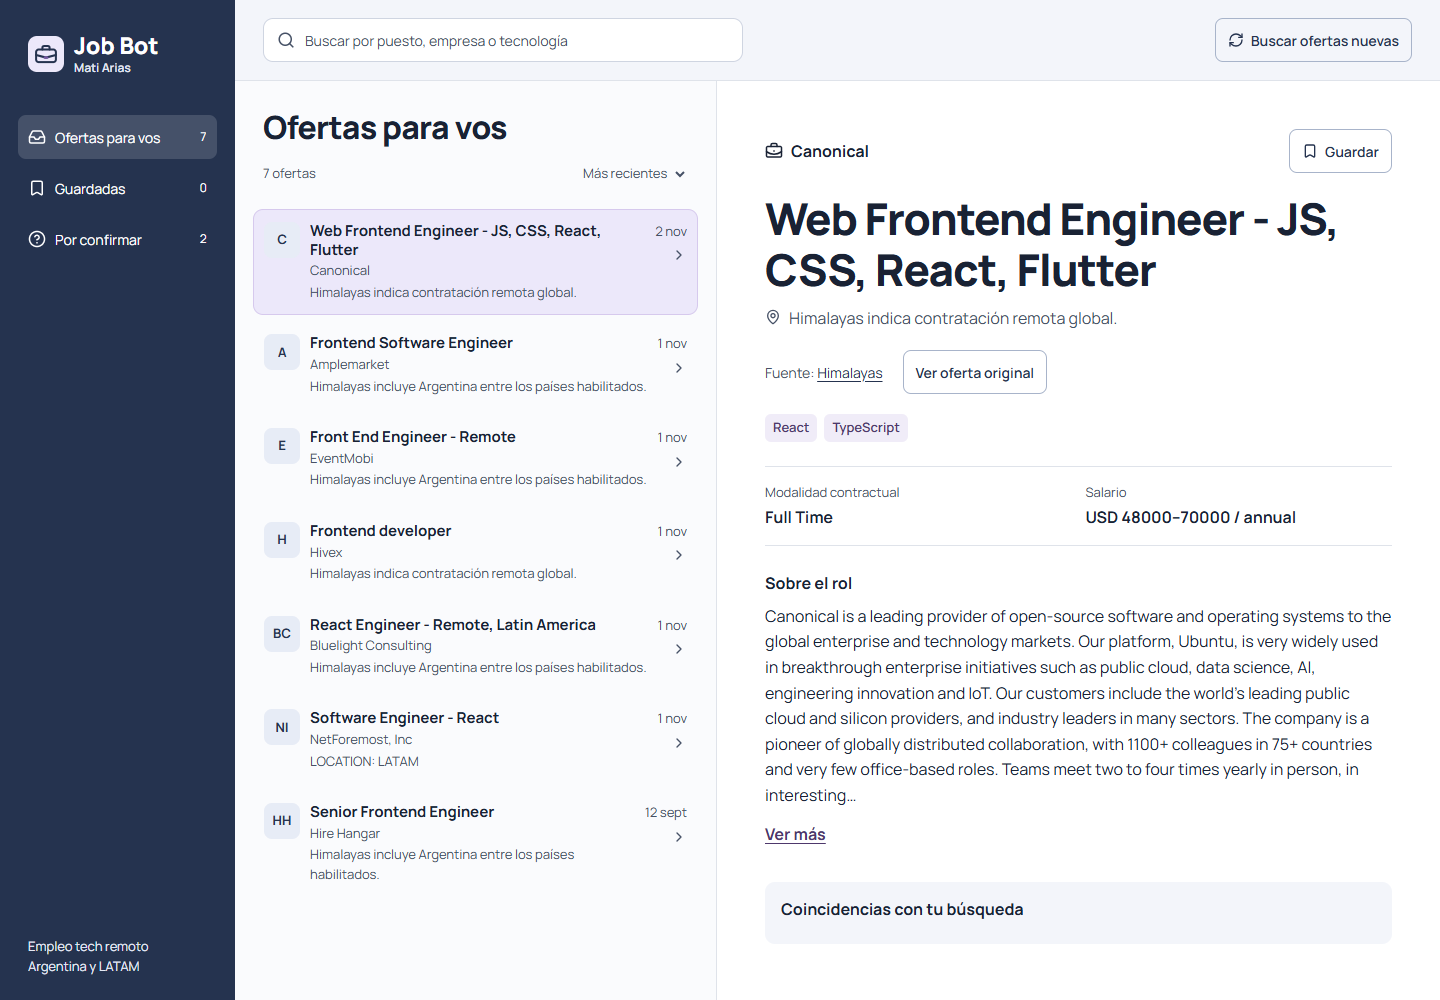 Job Bot
Mati Arias
Ofertas para vos 7
Guardadas 0
Por confirmar 2
Empleo tech remoto
Argentina y LATAM
Buscar por puesto, empresa o tecnología
Buscar ofertas nuevas
Ofertas para vos
7 ofertas
Más recientes
C
Web Frontend Engineer - JS, CSS, React,
Flutter
2 nov
Canonical
Himalayas indica contratación remota global.
A
Frontend Software Engineer
1 nov
Amplemarket
Himalayas incluye Argentina entre los países habilitados.
E
Front End Engineer - Remote
1 nov
EventMobi
Himalayas incluye Argentina entre los países habilitados.
H
Frontend developer
1 nov
Hivex
Himalayas indica contratación remota global.
BC
React Engineer - Remote, Latin America
1 nov
Bluelight Consulting
Himalayas incluye Argentina entre los países habilitados.
NI
Software Engineer - React
1 nov
NetForemost, Inc
LOCATION: LATAM
HH
Senior Frontend Engineer
12 sept
Hire Hangar
Himalayas incluye Argentina entre los países
habilitados.
Canonical
Guardar
Web Frontend Engineer - JS,
CSS, React, Flutter
Himalayas indica contratación remota global.
Fuente: Himalayas
Ver oferta original
React
TypeScript
Modalidad contractual
Full Time
Salario
USD 48000–70000 / annual
Sobre el rol
Canonical is a leading provider of open-source software and operating systems to the
global enterprise and technology markets. Our platform, Ubuntu, is very widely used
in breakthrough enterprise initiatives such as public cloud, data science, AI,
engineering innovation and IoT. Our customers include the world's leading public
cloud and silicon providers, and industry leaders in many sectors. The company is a
pioneer of globally distributed collaboration, with 1100+ colleagues in 75+ countries
and very few office-based roles. Teams meet two to four times yearly in person, in
interesting…
Ver más
Coincidencias con tu búsqueda